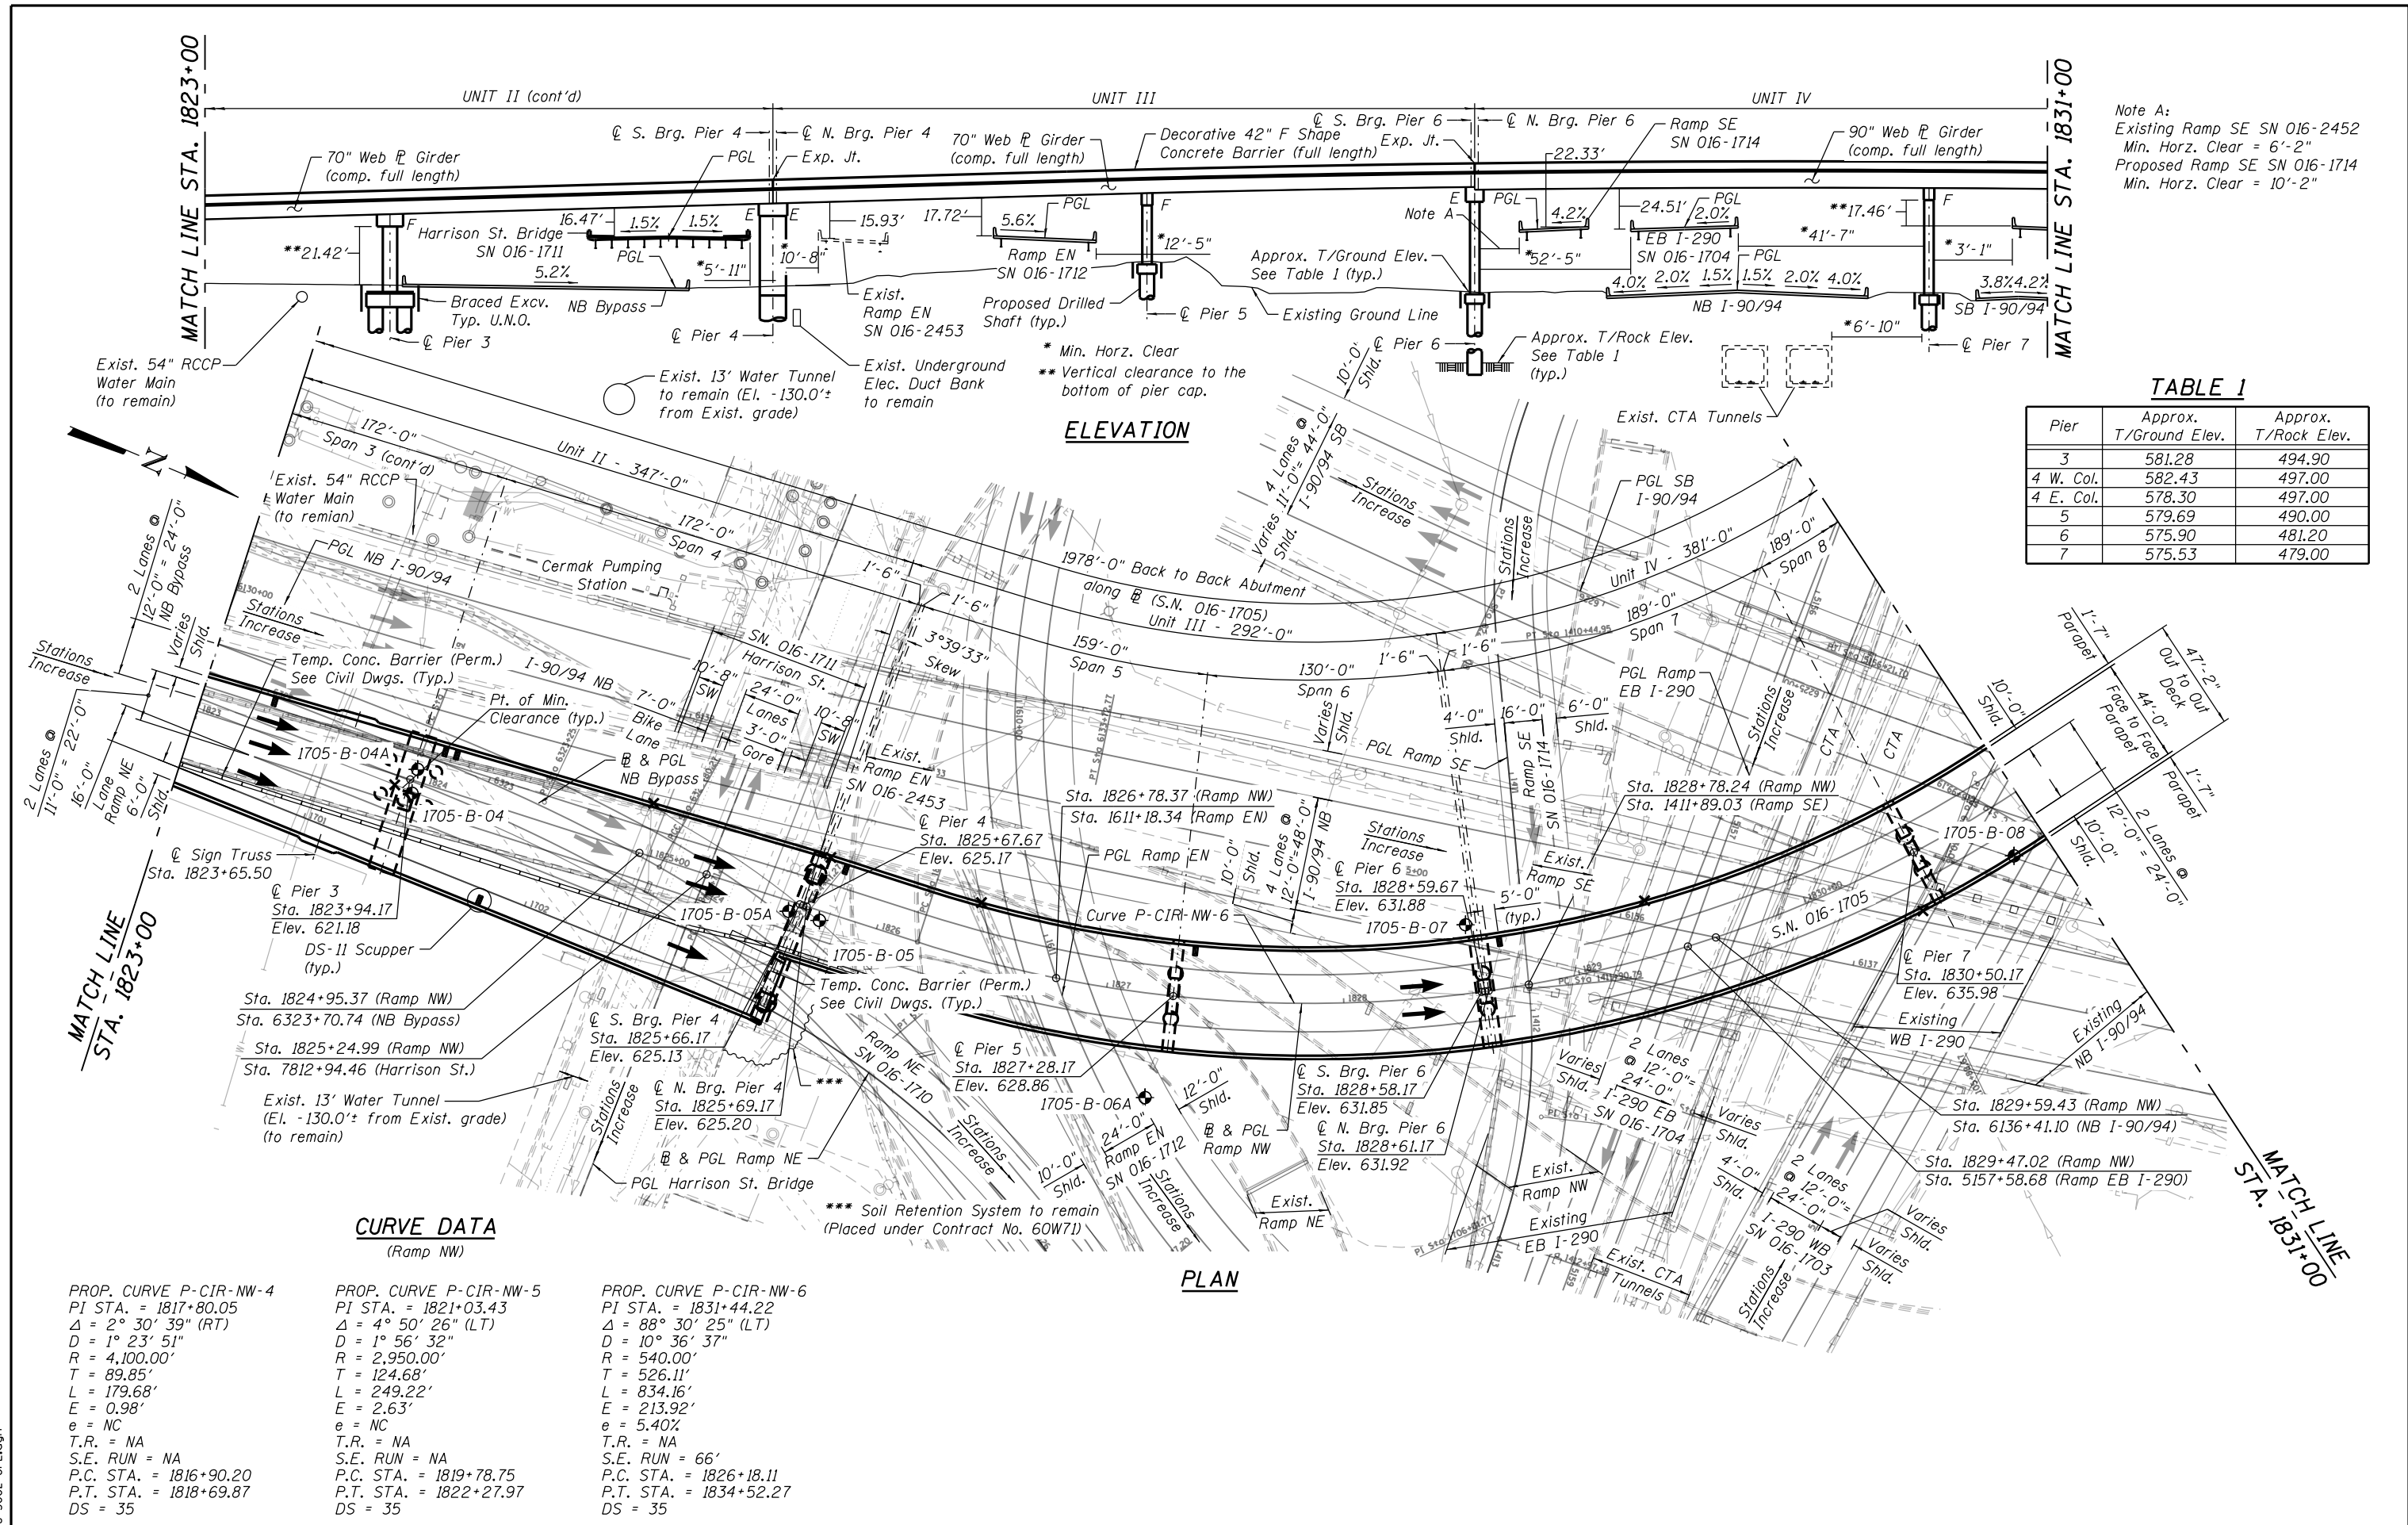 MATCH LINE STA. 1823+00
UNIT II (cont'd)
UNIT III
UNIT IV
MATCH LINE STA. 1831+00
℄ S. Brg. Pier 4
℄ N. Brg. Pier 4
℄ S. Brg. Pier 6
℄ N. Brg. Pier 6
70" Web ⅊ Girder
(comp. full length)
PGL
Exp. Jt.
70" Web ⅊ Girder
(comp. full length)
Decorative 42" F Shape
Concrete Barrier (full length)
Exp. Jt.
22.33'
Ramp SE
SN 016-1714
90" Web ⅊ Girder
(comp. full length)
Note A:
Existing Ramp SE SN 016-2452
Min. Horz. Clear = 6'-2"
Proposed Ramp SE SN 016-1714
Min. Horz. Clear = 10'-2"
**21.42'
F
Harrison St. Bridge
SN 016-1711
16.47'
1.5%
1.5%
E
E
15.93'
17.72'
5.6%
PGL
F
Note A
E
PGL
4.2%
24.51'
PGL
2.0%
**17.46'
F
5.2%
PGL
*5'-11"
*
10'-8"
Ramp EN
SN 016-1712
*12'-5"
Approx. T/Ground Elev.
See Table 1 (typ.)
*52'-5"
EB I-290
SN 016-1704
*41'-7"
PGL
*3'-1"
4.0%
2.0%
1.5%
1.5%
2.0%
4.0%
3.8%
4.2%
NB I-90/94
SB I-90/94
Braced Excv.
Typ. U.N.O.
NB Bypass
Exist.
Ramp EN
SN 016-2453
Proposed Drilled
Shaft (typ.)
℄ Pier 5
Existing Ground Line
*6'-10"
℄ Pier 3
℄ Pier 4
℄ Pier 6
℄ Pier 7
Exist. 54" RCCP
Water Main
(to remain)
Exist. 13' Water Tunnel
to remain (El. -130.0'±
from Exist. grade)
Exist. Underground
Elec. Duct Bank
to remain
* Min. Horz. Clear
** Vertical clearance to the
bottom of pier cap.
Approx. T/Rock Elev.
See Table 1
(typ.)
Exist. CTA Tunnels
ELEVATION
TABLE 1
Pier Approx. T/Ground Elev. Approx. T/Rock Elev.
3 581.28 494.90
4 W. Col. 582.43 497.00
4 E. Col. 578.30 497.00
5 579.69 490.00
6 575.90 481.20
7 575.53 479.00
N
172'-0"
Span 3 (cont'd)
Unit II - 347'-0"
172'-0"
Span 4
Exist. 54" RCCP
Water Main
(to remian)
PGL NB I-90/94
Cermak Pumping
Station
1'-6"
1'-6"
1978'-0" Back to Back Abutment
along ⅊ (S.N. 016-1705)
Unit III - 292'-0"
159'-0"
Span 5
130'-0"
Span 6
1'-6"
1'-6"
Unit IV - 381'-0"
189'-0"
Span 7
189'-0"
Span 8
10'-0"
Shld.
4 Lanes @
11'-0"= 44'-0"
I-90/94 SB
Varies
Shld.
Stations
Increase
PGL SB
I-90/94
Stations
Increase
2 Lanes @
12'-0" = 24'-0"
NB Bypass
Varies
Shld.
Stations
Increase
Stations
Increase
2 Lanes @
11'-0" = 22'-0"
16'-0"
Lane
Ramp NE
6'-0"
Shld.
Temp. Conc. Barrier (Perm.)
See Civil Dwgs. (Typ.)
I-90/94 NB
Pt. of Min.
Clearance (typ.)
7'-0"
Bike
Lane
10'-8"
SW
SN. 016-1711
Harrison St.
24'-0"
Lanes
3'-0"
Gore
10'-8"
SW
3°39'33"
Skew
Exist.
Ramp EN
SN 016-2453
⅊ & PGL
NB Bypass
1705-B-04A
1705-B-04
℄ Sign Truss
Sta. 1823+65.50
℄ Pier 3
Sta. 1823+94.17
Elev. 621.18
DS-11 Scupper
(typ.)
MATCH LINE
STA. 1823+00
Sta. 1824+95.37 (Ramp NW)
Sta. 6323+70.74 (NB Bypass)
Sta. 1825+24.99 (Ramp NW)
Sta. 7812+94.46 (Harrison St.)
Exist. 13' Water Tunnel
(El. -130.0'± from Exist. grade)
(to remain)
1705-B-05A
1705-B-05
℄ Pier 4
Sta. 1825+67.67
Elev. 625.17
℄ S. Brg. Pier 4
Sta. 1825+66.17
Elev. 625.13
℄ N. Brg. Pier 4
Sta. 1825+69.17
Elev. 625.20
Temp. Conc. Barrier (Perm.)
See Civil Dwgs. (Typ.)
Sta. 1826+78.37 (Ramp NW)
Sta. 1611+18.34 (Ramp EN)
PGL Ramp EN
Curve P-CIR-NW-6
10'-0"
Shld.
4 Lanes @
12'-0"=48'-0"
I-90/94 NB
Varies
Shld.
Stations
Increase
PGL Ramp SE
4'-0"
Shld.
16'-0"
Ramp SE
SN 016-1714
6'-0"
Shld.
PGL Ramp
EB I-290
Stations
Increase
CTA
CTA
℄ Pier 6
Sta. 1828+59.67
Elev. 631.88
1705-B-07
5'-0"
(typ.)
Exist.
Ramp SE
Sta. 1828+78.24 (Ramp NW)
Sta. 1411+89.03 (Ramp SE)
S.N. 016-1705
1705-B-08
1'-7"
Parapet
47'-2"
Out to Out
Deck
44'-0"
Face to Face
Parapet
1'-7"
Parapet
10'-0"
Shld.
10'-0"
Shld.
2 Lanes @
12'-0" = 24'-0"
℄ Pier 7
Sta. 1830+50.17
Elev. 635.98
Existing
WB I-290
Existing
NB I-90/94
Sta. 1829+59.43 (Ramp NW)
Sta. 6136+41.10 (NB I-90/94)
Sta. 1829+47.02 (Ramp NW)
Sta. 5157+58.68 (Ramp EB I-290)
MATCH LINE
STA. 1831+00
℄ Pier 5
Sta. 1827+28.17
Elev. 628.86
1705-B-06A
℄ S. Brg. Pier 6
Sta. 1828+58.17
Elev. 631.85
℄ N. Brg. Pier 6
Sta. 1828+61.17
Elev. 631.92
⅊ & PGL
Ramp NW
Ramp NE
SN 016-1710
Stations
Increase
***
Stations
Increase
⅊ & PGL Ramp NE
PGL Harrison St. Bridge
12'-0"
Shld.
24'-0"
Ramp EN
SN 016-1712
10'-0"
Shld.
Stations
Increase
Exist.
Ramp NE
Exist.
Ramp NW
Existing
EB I-290
Exist. CTA
Tunnels
Varies
Shld.
2 Lanes
@ 12'-0"=
24'-0"
I-290 EB
SN 016-1704
Varies
Shld.
4'-0"
Shld.
2 Lanes
@ 12'-0"=
24'-0"
I-290 WB
SN 016-1703
Varies
Shld.
Varies
Shld.
Stations
Increase
*** Soil Retention System to remain
(Placed under Contract No. 60W71)
PLAN
CURVE DATA
(Ramp NW)
PROP. CURVE P-CIR-NW-4
PI STA. = 1817+80.05
Δ = 2° 30' 39" (RT)
D = 1° 23' 51"
R = 4,100.00'
T = 89.85'
L = 179.68'
E = 0.98'
e = NC
T.R. = NA
S.E. RUN = NA
P.C. STA. = 1816+90.20
P.T. STA. = 1818+69.87
DS = 35
PROP. CURVE P-CIR-NW-5
PI STA. = 1821+03.43
Δ = 4° 50' 26" (LT)
D = 1° 56' 32"
R = 2,950.00'
T = 124.68'
L = 249.22'
E = 2.63'
e = NC
T.R. = NA
S.E. RUN = NA
P.C. STA. = 1819+78.75
P.T. STA. = 1822+27.97
DS = 35
PROP. CURVE P-CIR-NW-6
PI STA. = 1831+44.22
Δ = 88° 30' 25" (LT)
D = 10° 36' 37"
R = 540.00'
T = 526.11'
L = 834.16'
E = 213.92'
e = 5.40%
T.R. = NA
S.E. RUN = 66'
P.C. STA. = 1826+18.11
P.T. STA. = 1834+52.27
DS = 35